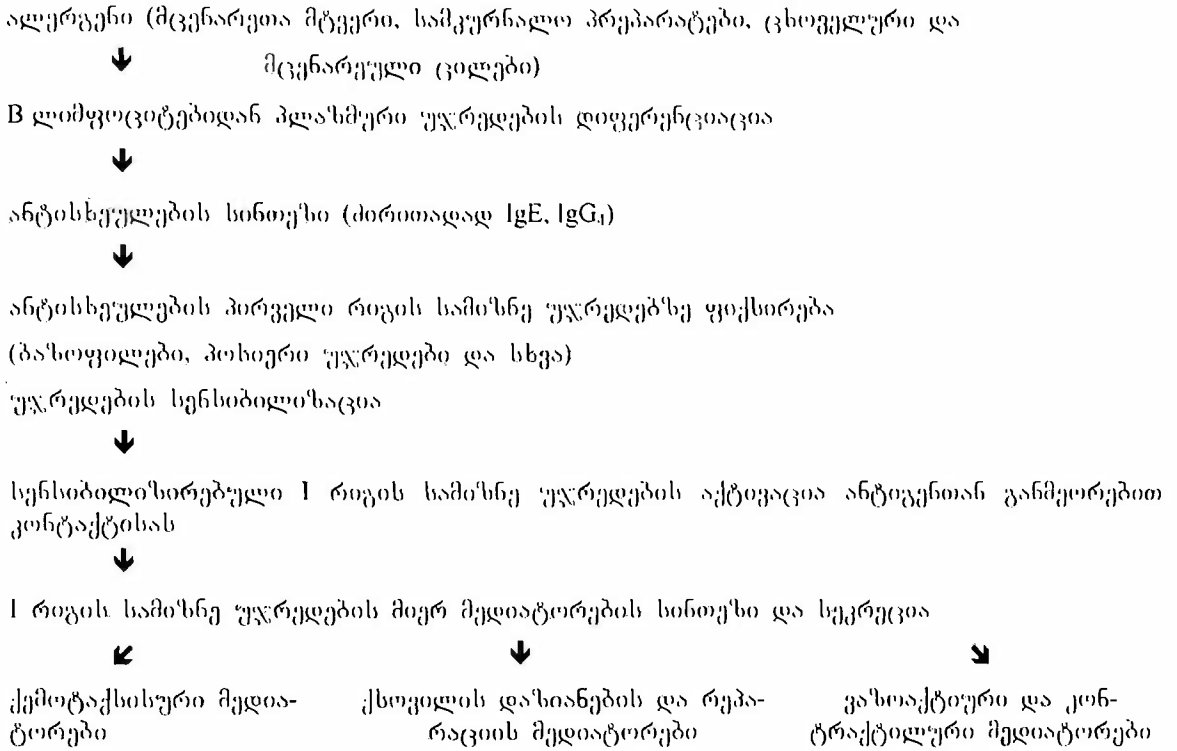 ალერგენი (მცენარეთა მტვერი, სამკურნალო პრეპარატები, ცხოველური და
მცენარეული ცილები)
B ლიმფოციტებიდან პლაზმური უჯრედების დიფერენციაცია
ანტისხეულების სინთეზი (ძირითადად IgE, IgG₄)
ანტისხეულების პირველი რიგის სამიზნე უჯრედებზე ფიქსირება
(ბაზოფილები, პოხიერი უჯრედები და სხვა)
უჯრედების სენსიბილიზაცია
სენსიბილიზირებული I რიგის სამიზნე უჯრედების აქტივაცია ანტიგენთან განმეორებით
კონტაქტისას
I რიგის სამიზნე უჯრედების მიერ მედიატორების სინთეზი და სეკრეცია
ქემოტაქსისური მედია- ქსოვილის დაზიანების და რეპა- ვაზოაქტიური და კონ-
ტორები რაციის მედიატორები ტრაქტილური მედიატორები